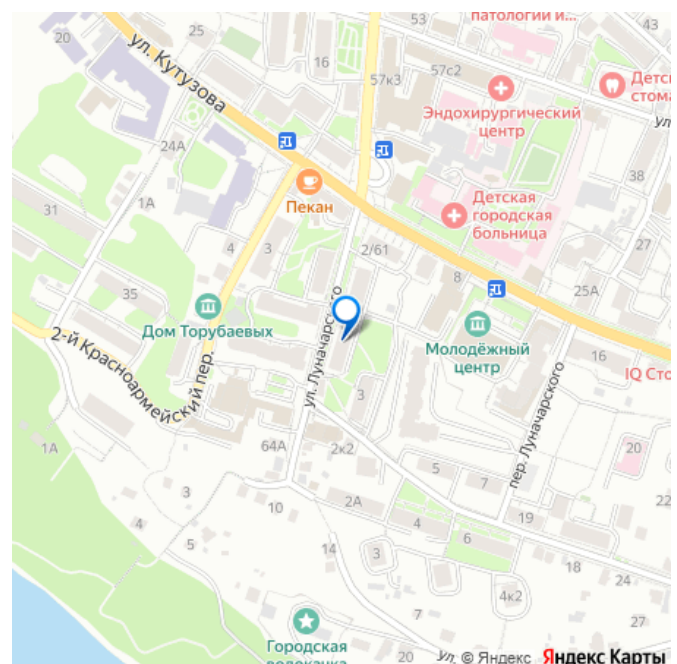 патологии и...
53
43
25
20
ул. Кутузова
16
57к3
57с2
Эндохирургический
центр
Детс
стома
ул
24А
38
Пекан
Детская
городская
больница
31
1А
4
3
2/61
27
35
8
25А
Дом Торубаевых
ул. Луначарского
Молодёжный
центр
16
IQ Сто
2-й Красноармейский пер.
пер. Луначарского
3
64А
2к2
1А
5
7
20
3
10
2А
22
4
4
19
5
14
3
6
18
24
4к2
7
27
Городская
водокачка
20
ул.
© Яндекс
Яндекс Карты